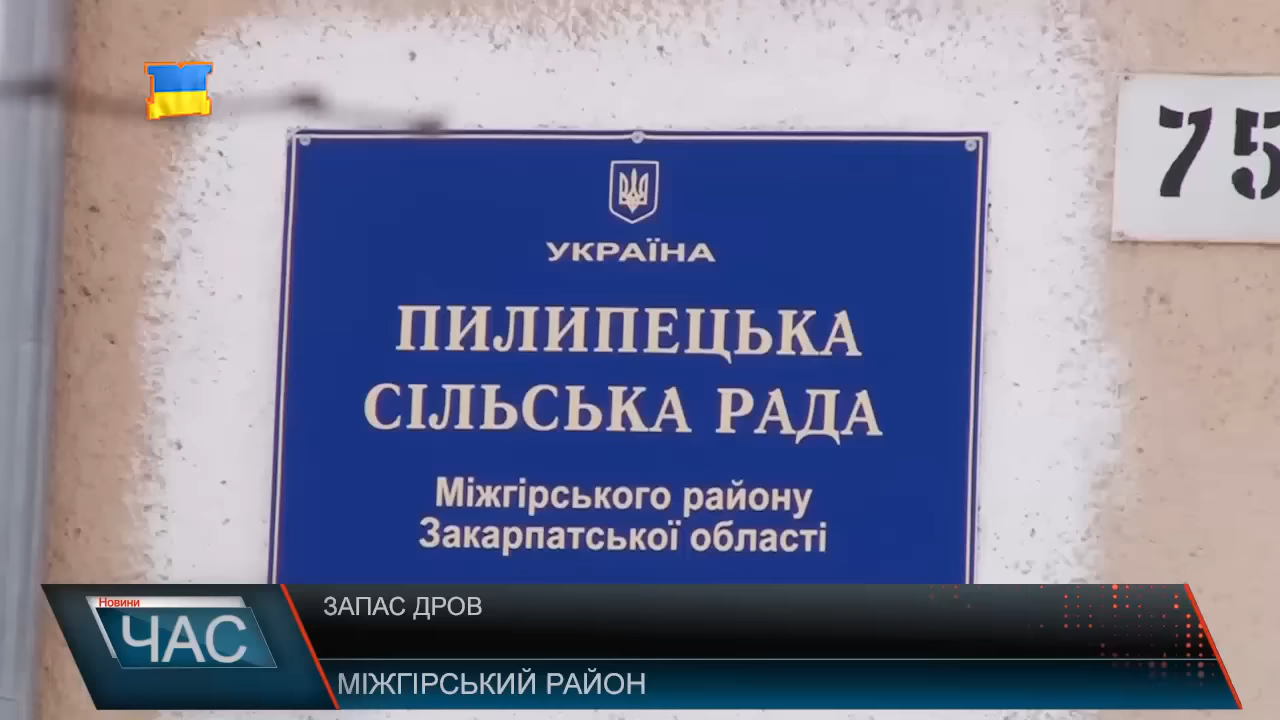 75
УКРАЇНА
ПИЛИПЕЦЬКА
СІЛЬСЬКА РАДА
Міжгірського району
Закарпатської області
Новини
ЧАС
ЗАПАС ДРОВ
МІЖГІРСЬКИЙ РАЙОН